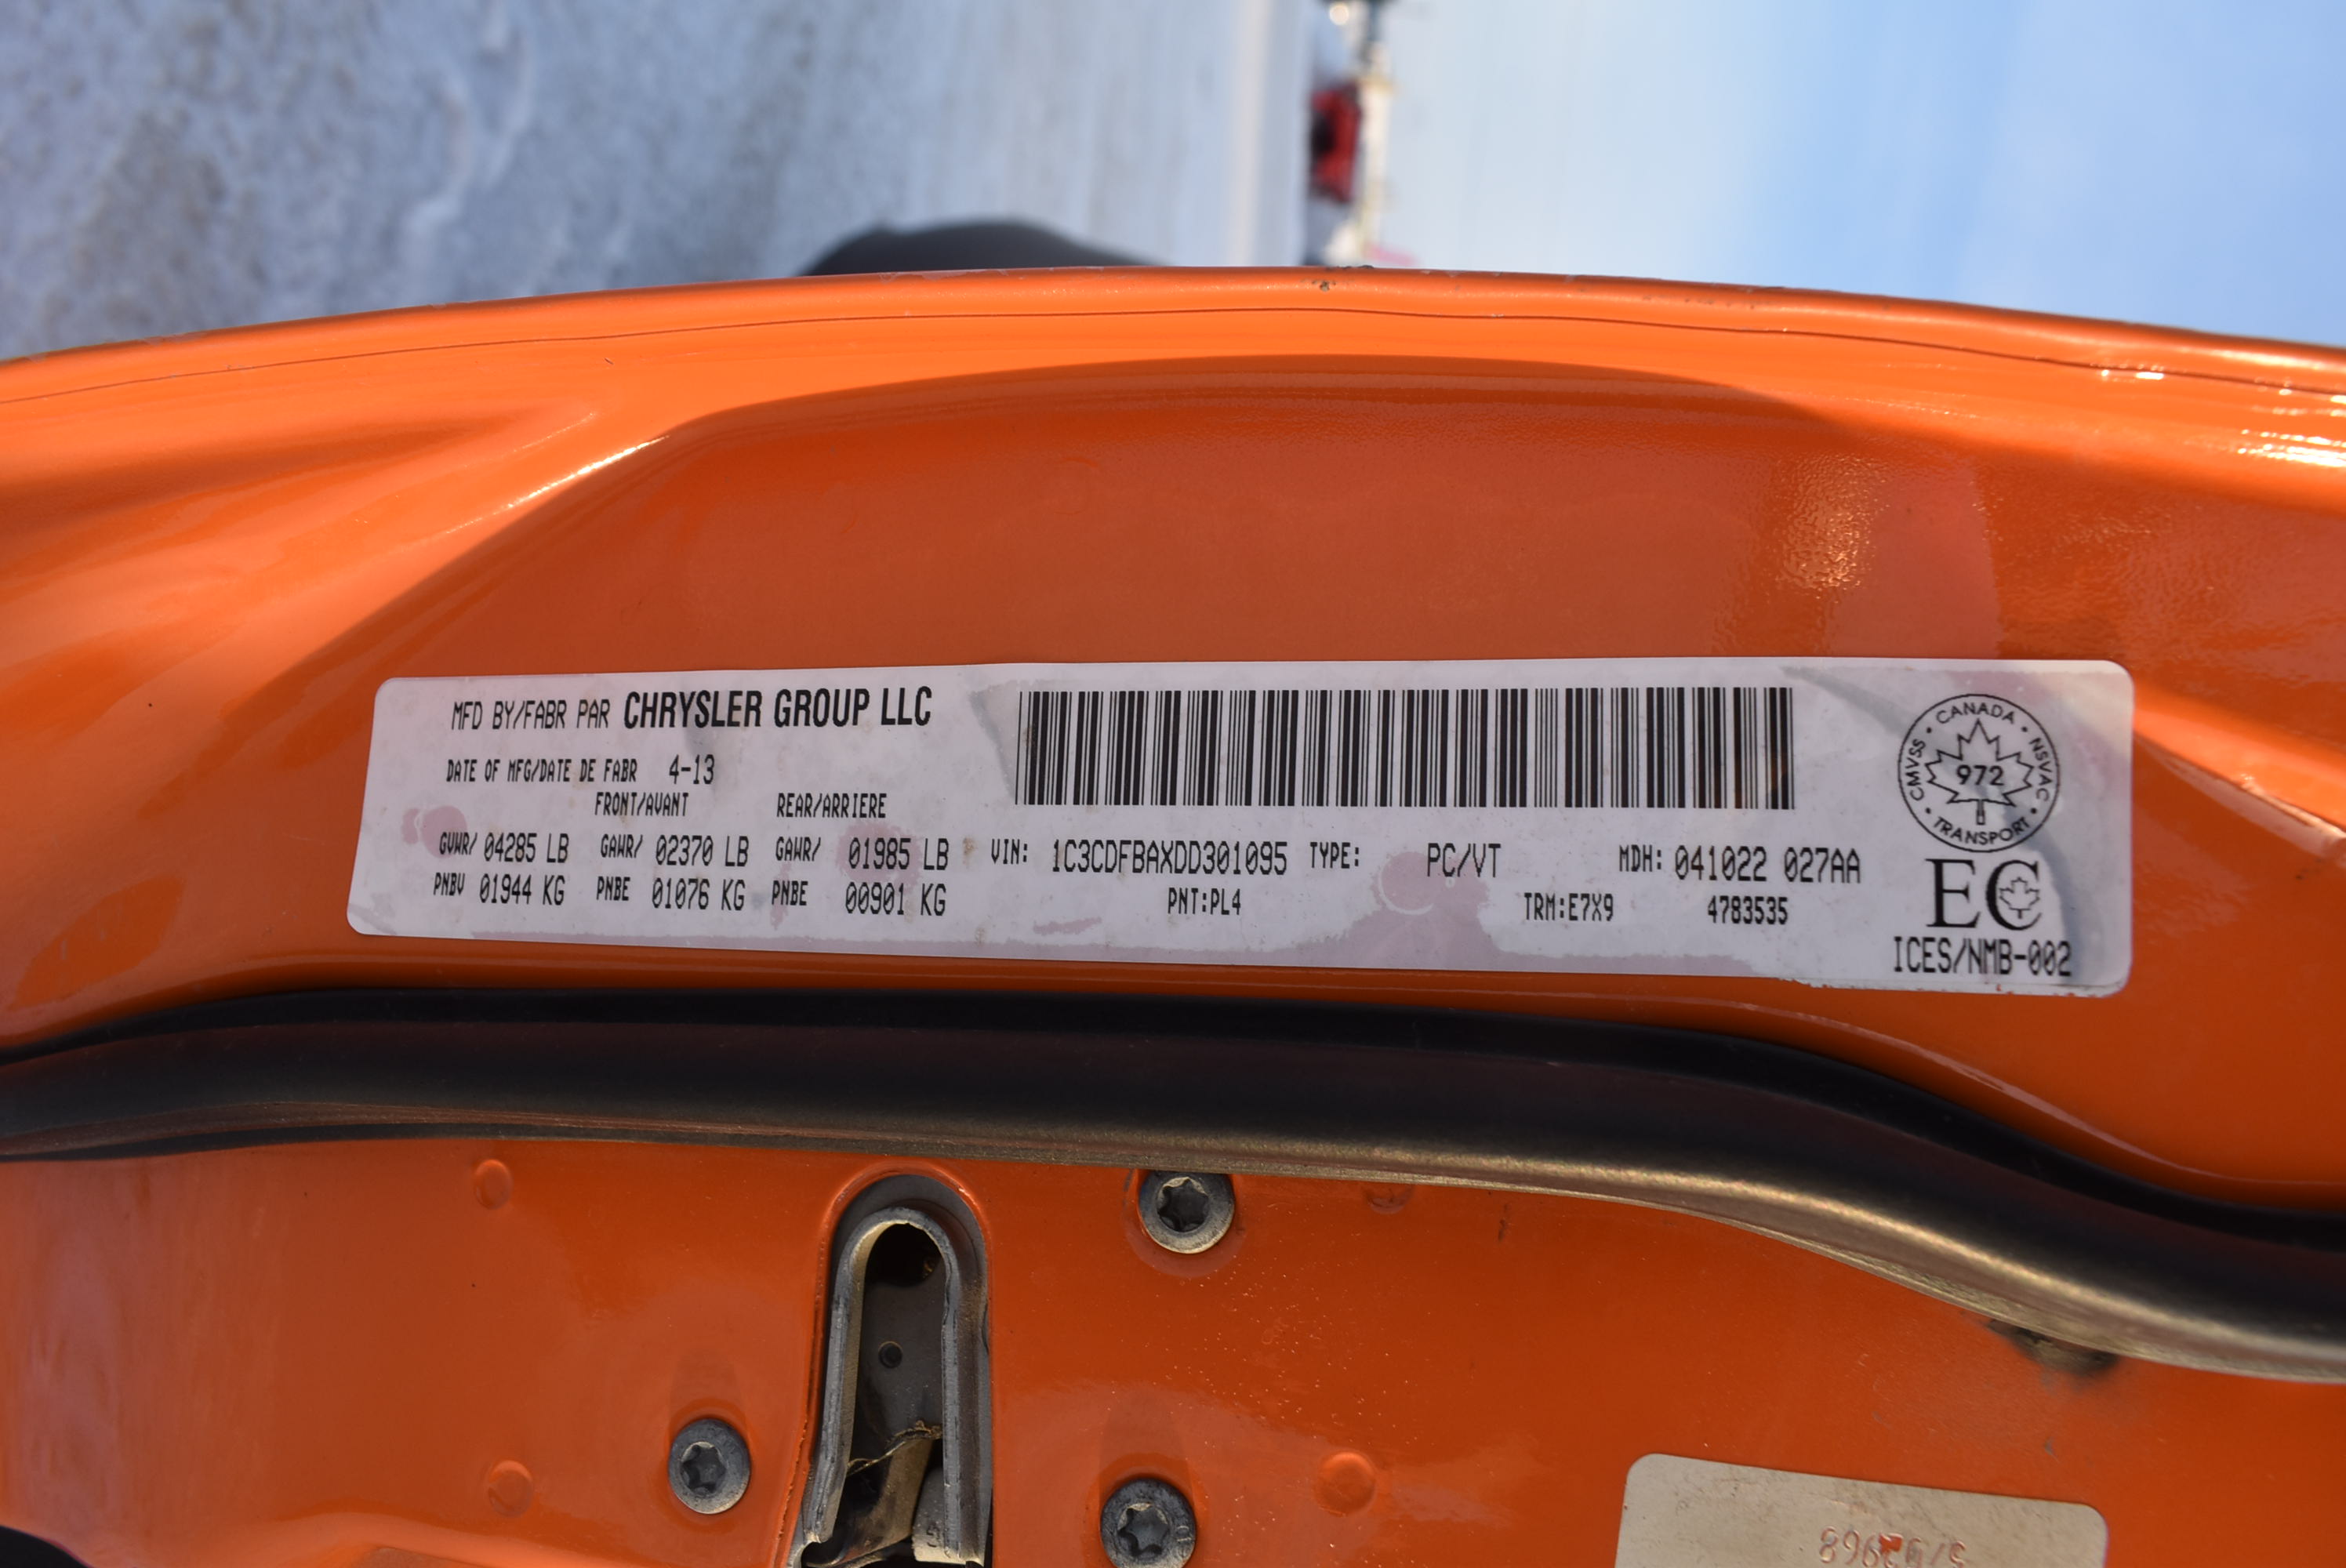 MFD BY/FABR PAR CHRYSLER GROUP LLC
DATE OF MFG/DATE DE FABR 4-13
FRONT/AVANT REAR/ARRIERE
GVWR/ 04285 LB GAWR/ 02370 LB GAWR/ 01985 LB VIN: 1C3CDFBAXDD301095 TYPE: PC/VT MDH: 041022 027AA
PNBV 01944 KG PNBE 01076 KG PNBE 00901 KG PNT:PL4 TRM:E7X9 4783535
CANADA
CMVSS 972 NSVAC
TRANSPORT
EC
ICES/NMB-002